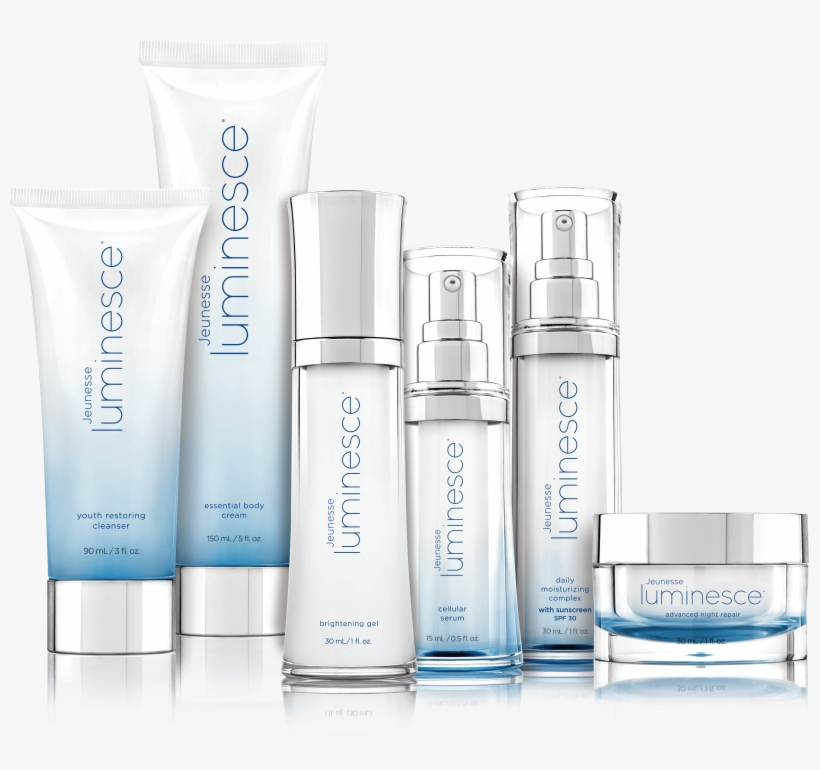 Jeunesse
luminesce
youth restoring
cleanser
90 mL / 3 fl. oz.
Jeunesse
luminesce
essential body
cream
150 mL / 5 fl. oz.
Jeunesse
luminesce
brightening gel
30 mL/1 fl. oz.
Jeunesse
luminesce
cellular
serum
15 mL / 0.5 fl. oz.
Jeunesse
luminesce
daily
moisturizing
complex
with sunscreen
SPF 30
30 mL / 1 fl. oz.
Jeunesse
luminesce
advanced night repair
30 mL/1 fl. oz.